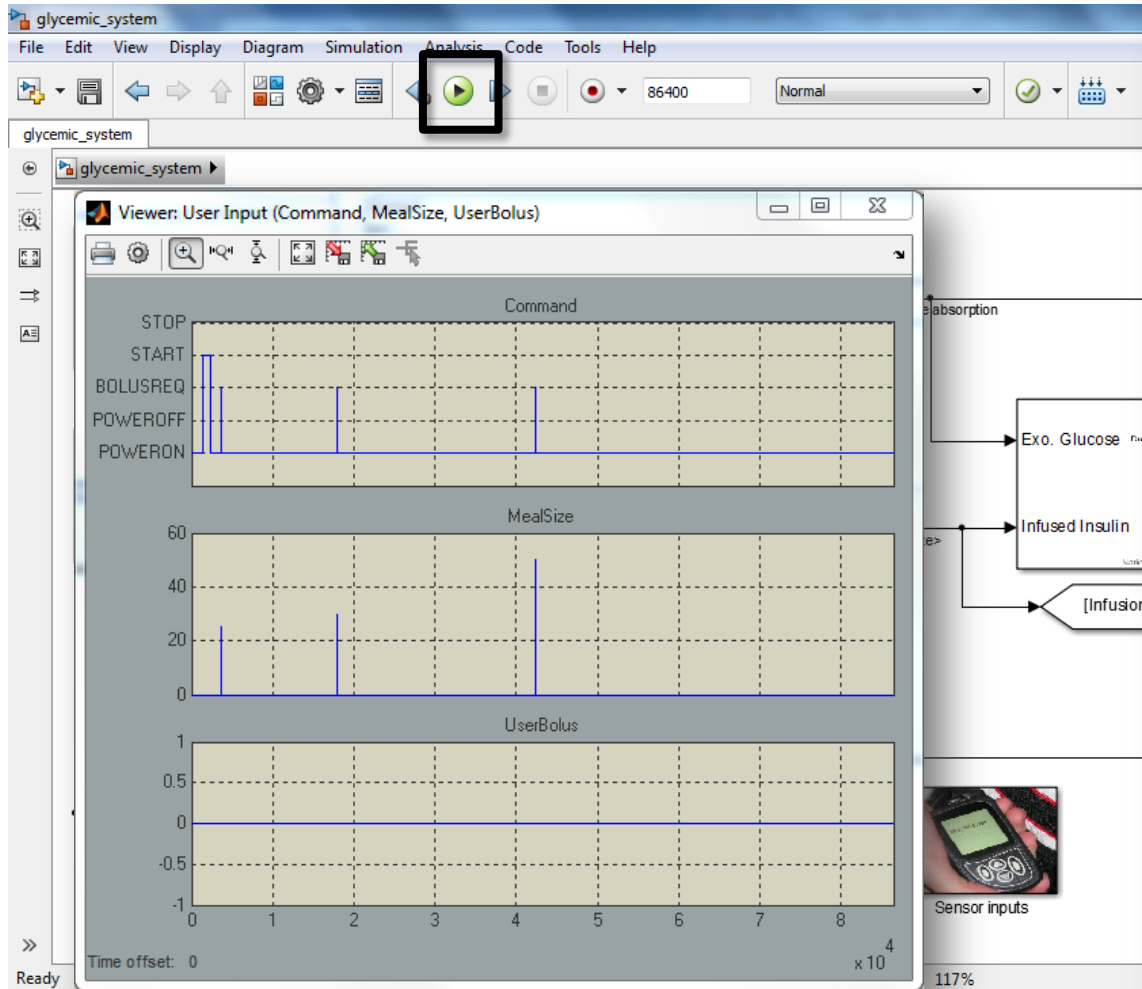 glycemic_system
File Edit View Display Diagram Simulation Analysis Code Tools Help
86400 Normal
glycemic_system
glycemic_system
Viewer: User Input (Command, MealSize, UserBolus)
Command
STOP
START
BOLUSREQ
POWEROFF
POWERON
MealSize
60
40
20
0
UserBolus
1
0.5
0
-0.5
-1
0 1 2 3 4 5 6 7 8
x 10 4
Time offset: 0
e absorption
Exo. Glucose
Infused Insulin
te>
[Infusion
Sensor inputs
Ready 117%